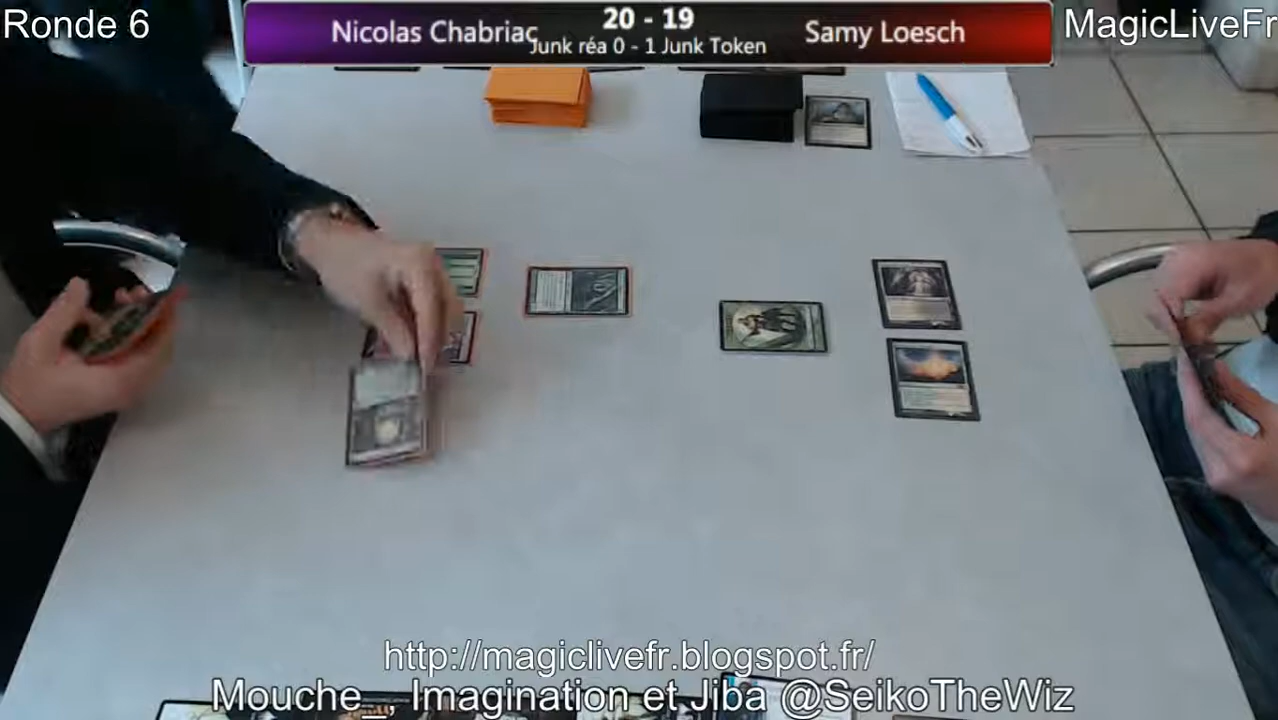 Ronde 6
Nicolas Chabriac
20 - 19
Junk réa 0 - 1 Junk Token
Samy Loesch
MagicLiveFr
http://magiclivefr.blogspot.fr/
Mouche_, Imagination et Jiba @SeikoTheWiz